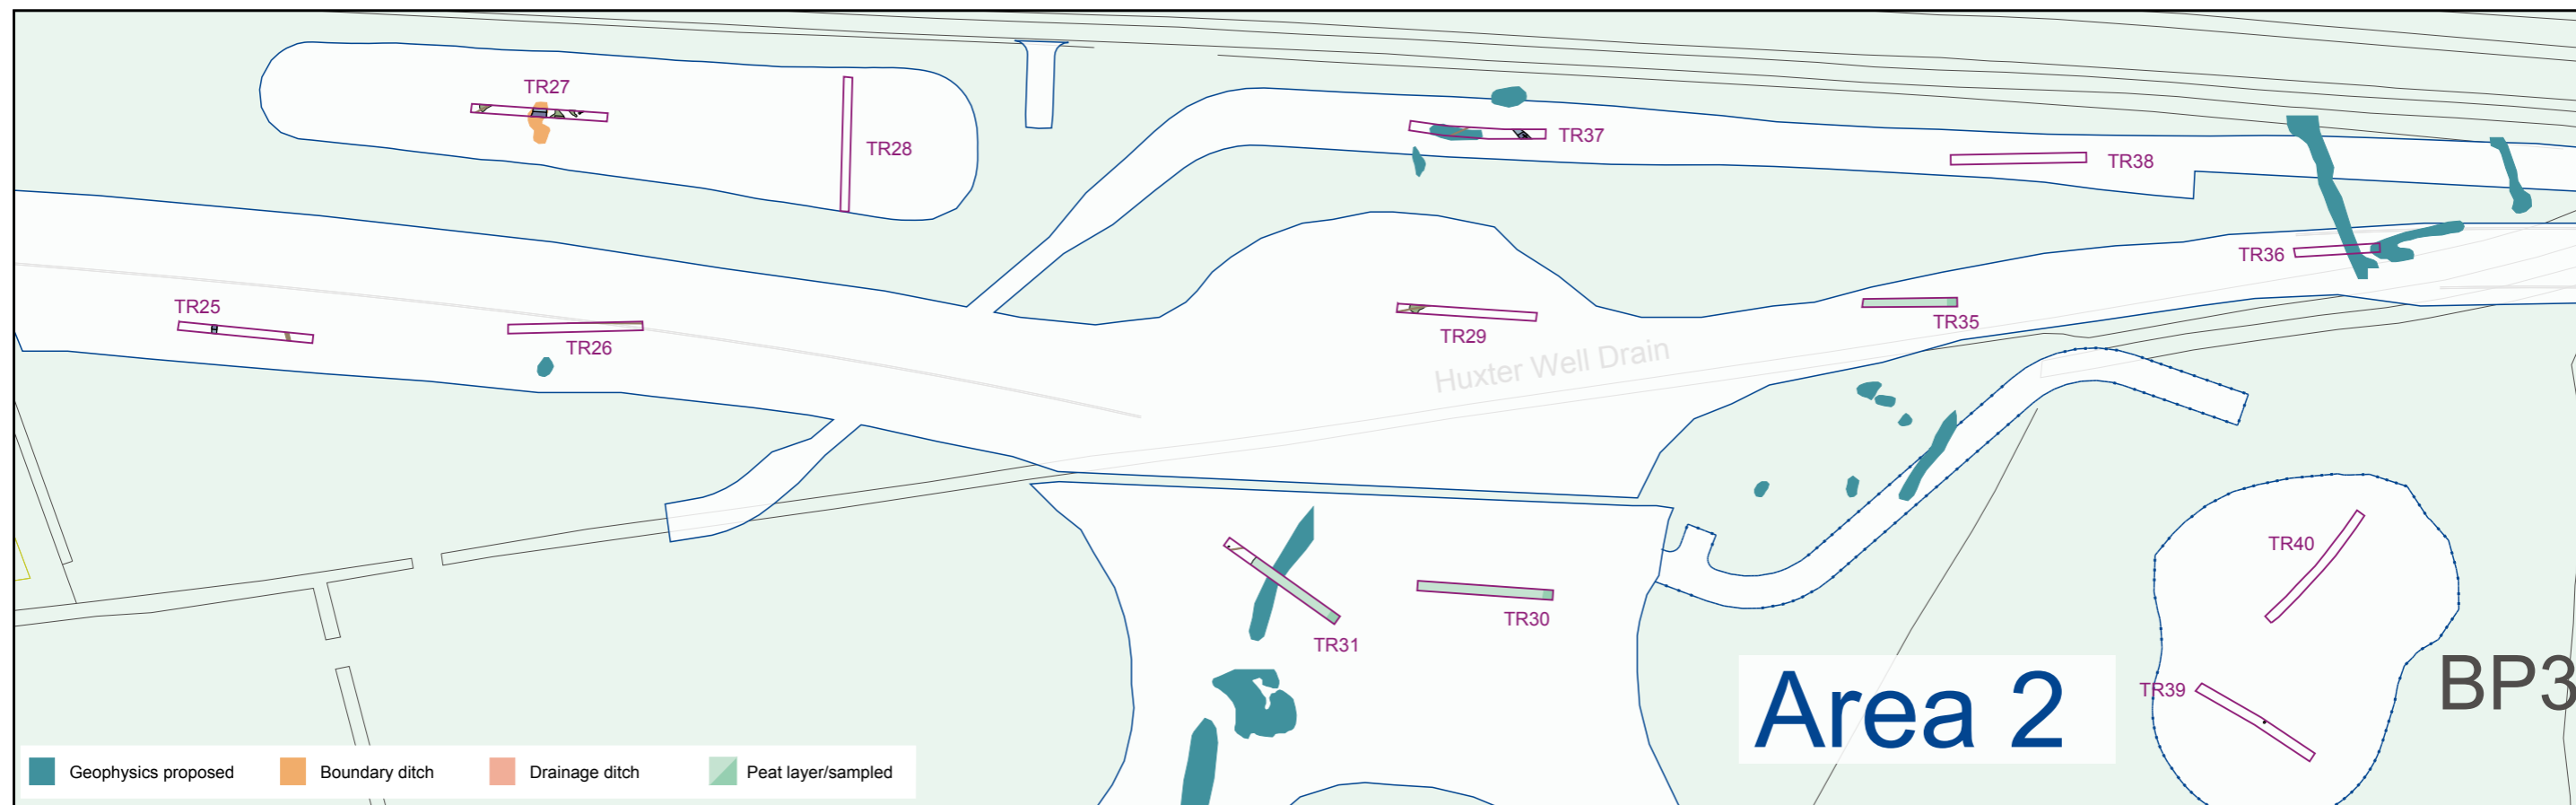 TR27
TR28
TR37
TR38
TR36
TR25
TR26
TR29
TR35
Huxter Well Drain
TR40
TR30
TR31
TR39
BP3
Area 2
Geophysics proposed
Boundary ditch
Drainage ditch
Peat layer/sampled